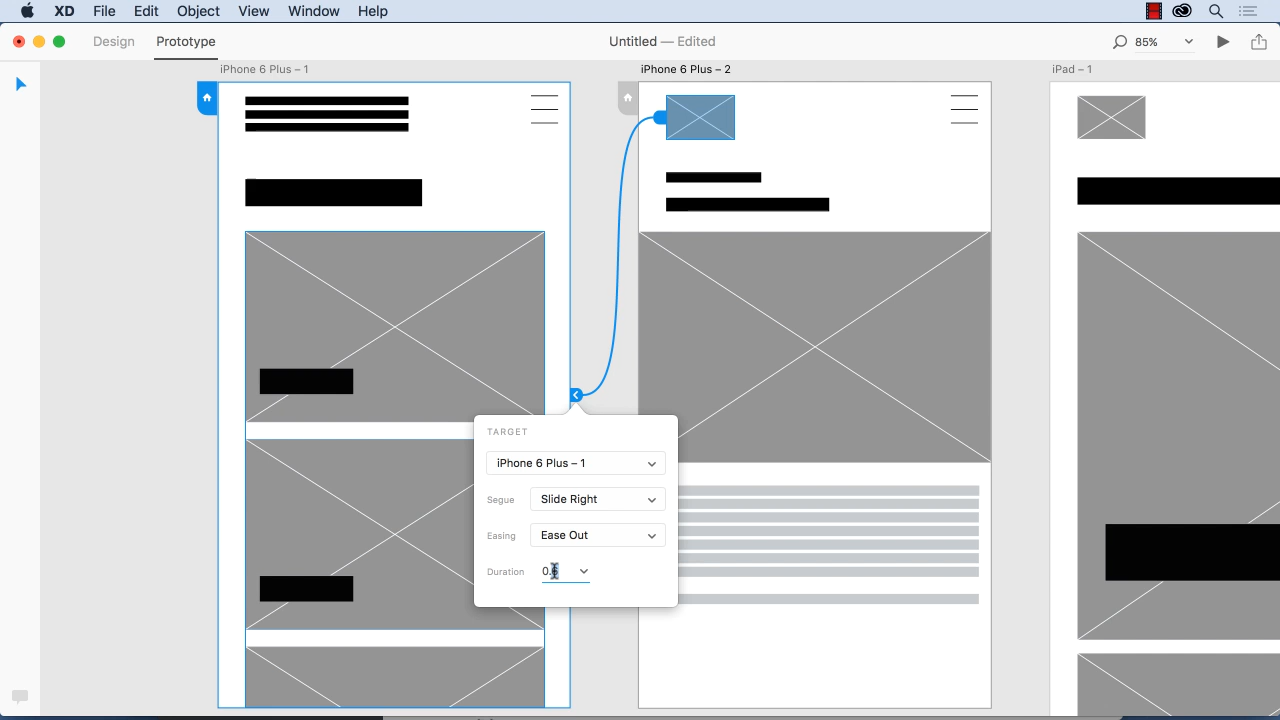 XD File Edit Object View Window Help
Design Prototype Untitled — Edited 85%
iPhone 6 Plus – 1 iPhone 6 Plus – 2 iPad – 1
TARGET
iPhone 6 Plus – 1
Segue Slide Right
Easing Ease Out
Duration